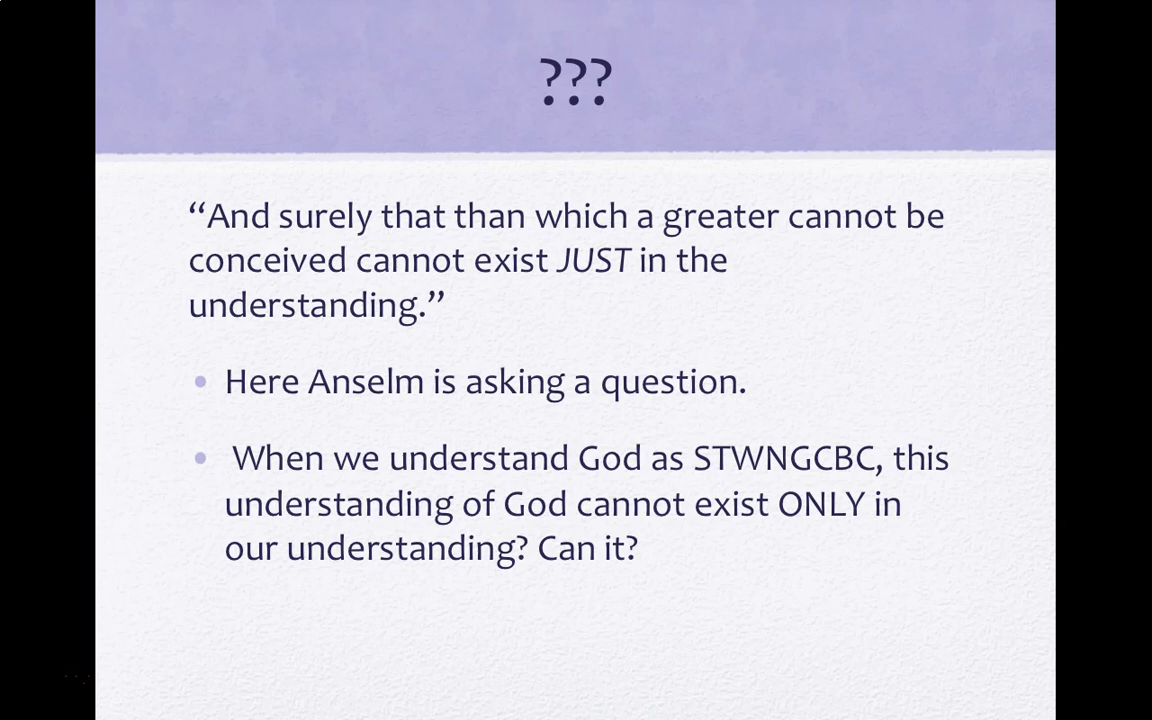 ???
“And surely that than which a greater cannot be
conceived cannot exist JUST in the
understanding.”
• Here Anselm is asking a question.
• When we understand God as STWNGCBC, this
understanding of God cannot exist ONLY in
our understanding? Can it?